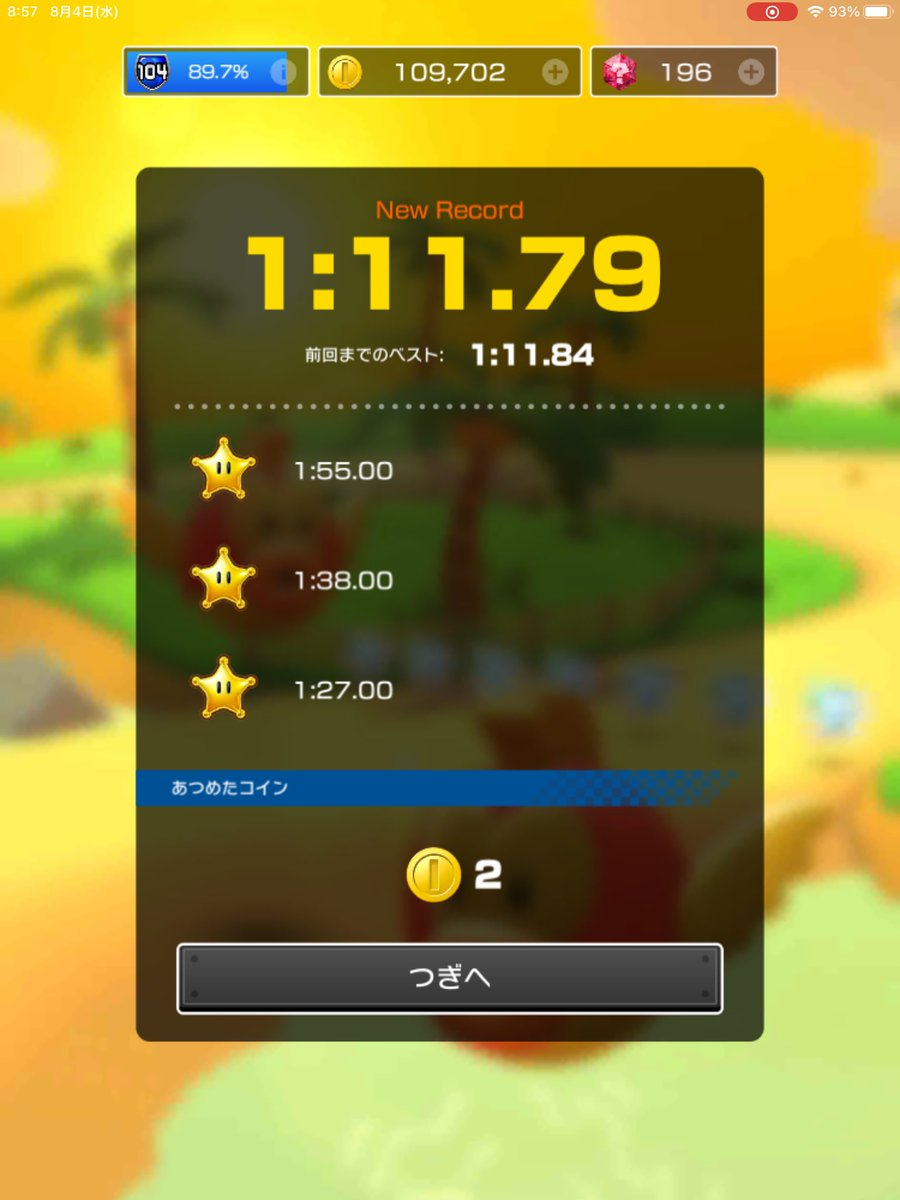 8:57 8月4日(水) 93%
104 89.7% i 109,702 + ? 196 +
New Record
1:11.79
前回までのベスト: 1:11.84
1:55.00
1:38.00
1:27.00
あつめたコイン
2
つぎへ